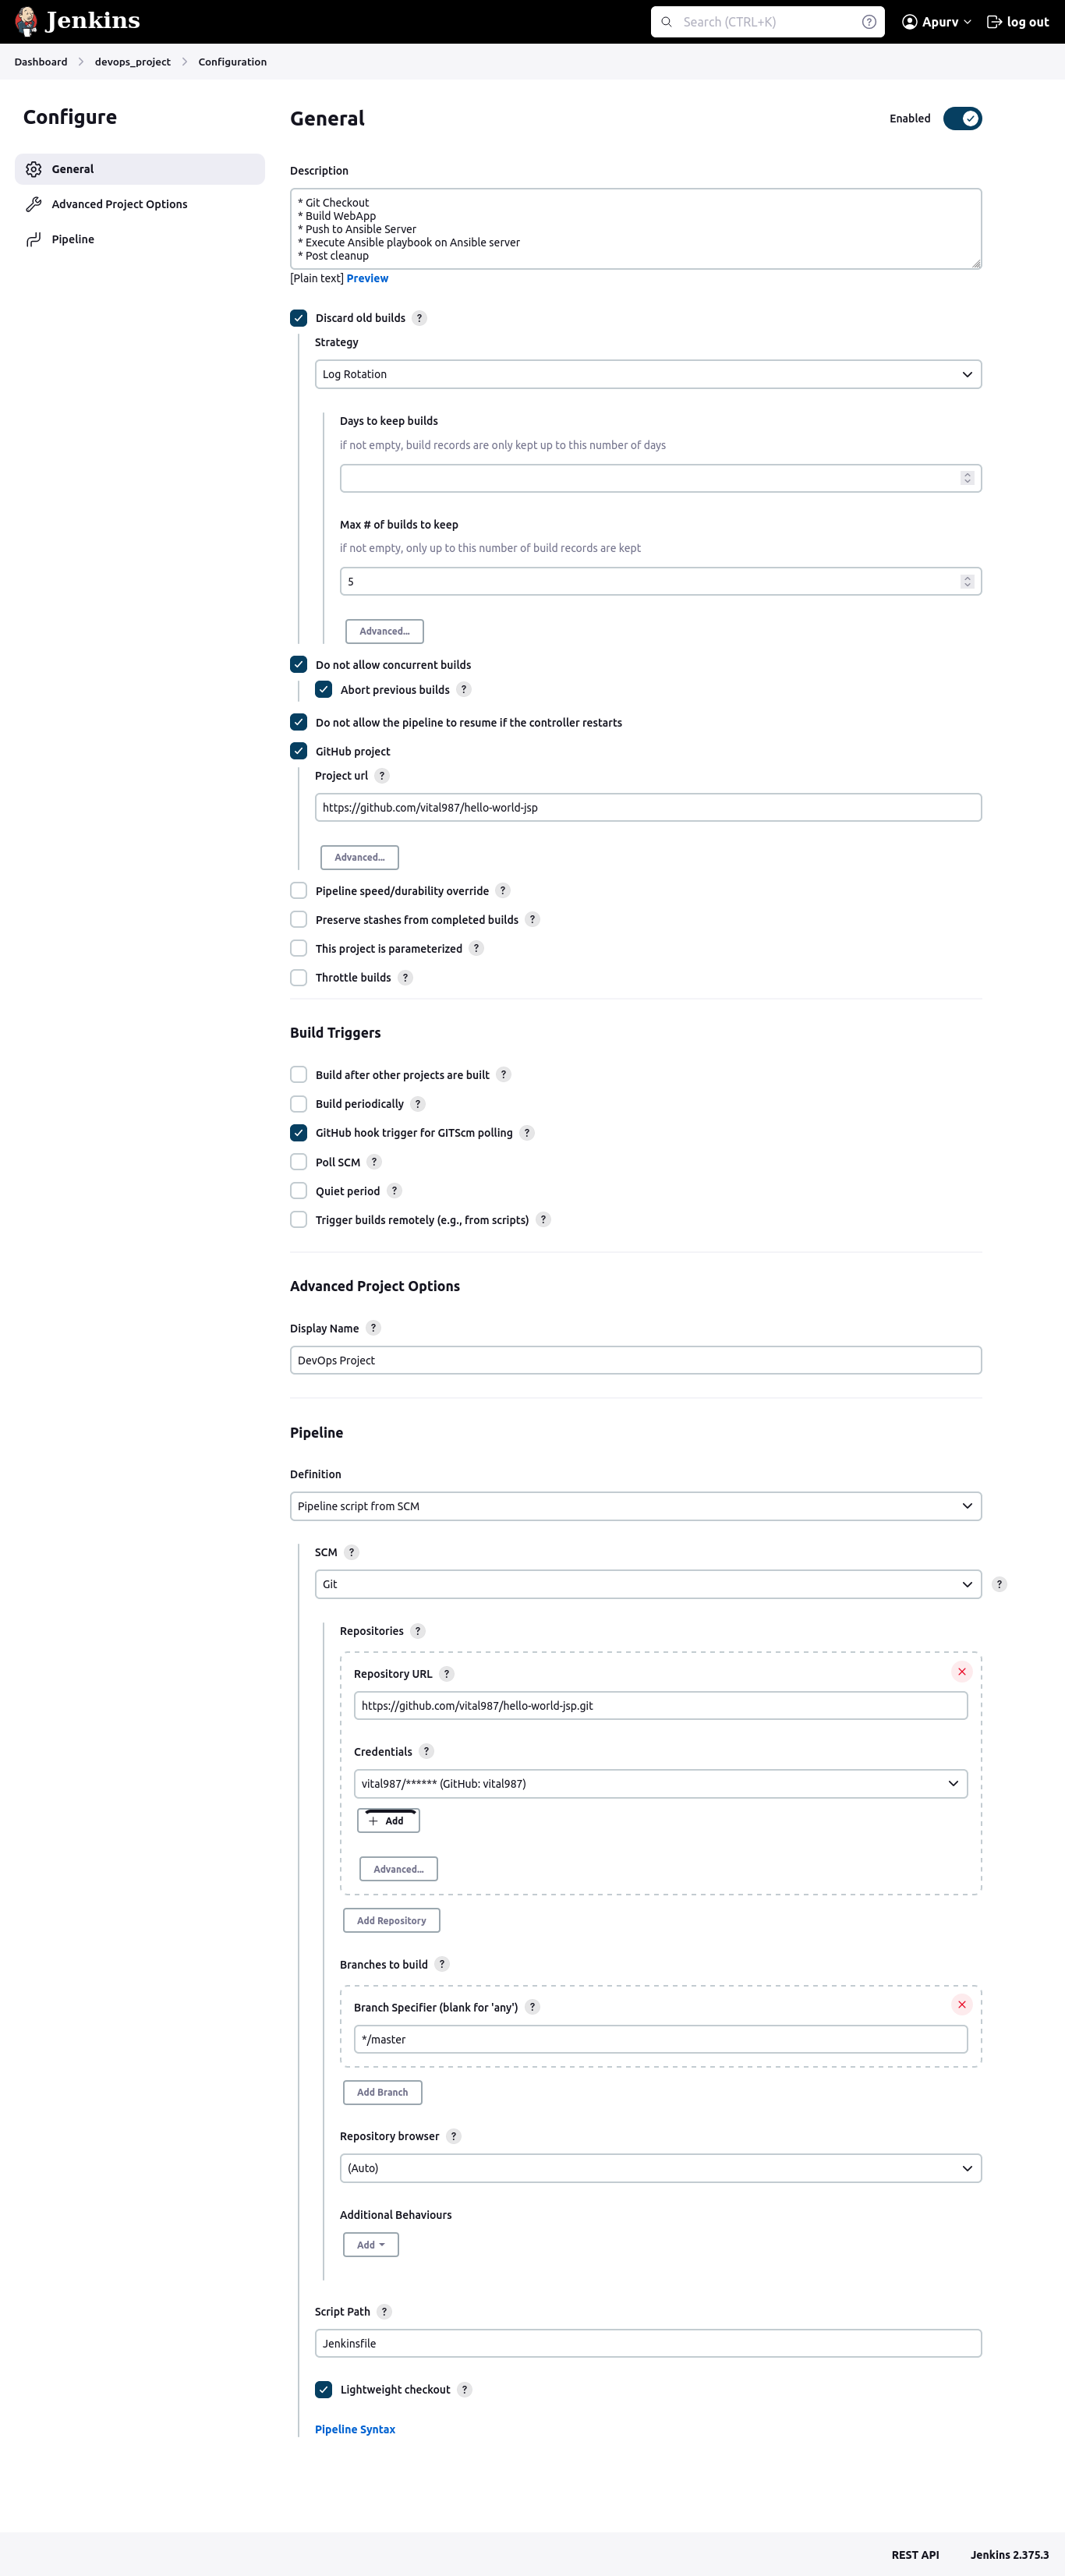 Jenkins
Search (CTRL+K)
?
Apurv
log out
Dashboard
devops_project
Configuration
Configure
General
Advanced Project Options
Pipeline
General
Enabled
Description
* Git Checkout
* Build WebApp
* Push to Ansible Server
* Execute Ansible playbook on Ansible server
* Post cleanup
[Plain text] Preview
Discard old builds ?
Strategy
Log Rotation
Days to keep builds
if not empty, build records are only kept up to this number of days
Max # of builds to keep
if not empty, only up to this number of build records are kept
5
Advanced...
Do not allow concurrent builds
Abort previous builds ?
Do not allow the pipeline to resume if the controller restarts
GitHub project
Project url ?
https://github.com/vital987/hello-world-jsp
Advanced...
Pipeline speed/durability override ?
Preserve stashes from completed builds ?
This project is parameterized ?
Throttle builds ?
Build Triggers
Build after other projects are built ?
Build periodically ?
GitHub hook trigger for GITScm polling ?
Poll SCM ?
Quiet period ?
Trigger builds remotely (e.g., from scripts) ?
Advanced Project Options
Display Name ?
DevOps Project
Pipeline
Definition
Pipeline script from SCM
SCM ?
Git
?
Repositories ?
Repository URL ?
https://github.com/vital987/hello-world-jsp.git
Credentials ?
vital987/****** (GitHub: vital987)
+ Add
Advanced...
Add Repository
Branches to build ?
Branch Specifier (blank for 'any') ?
*/master
Add Branch
Repository browser ?
(Auto)
Additional Behaviours
Add
Script Path ?
Jenkinsfile
Lightweight checkout ?
Pipeline Syntax
REST API
Jenkins 2.375.3